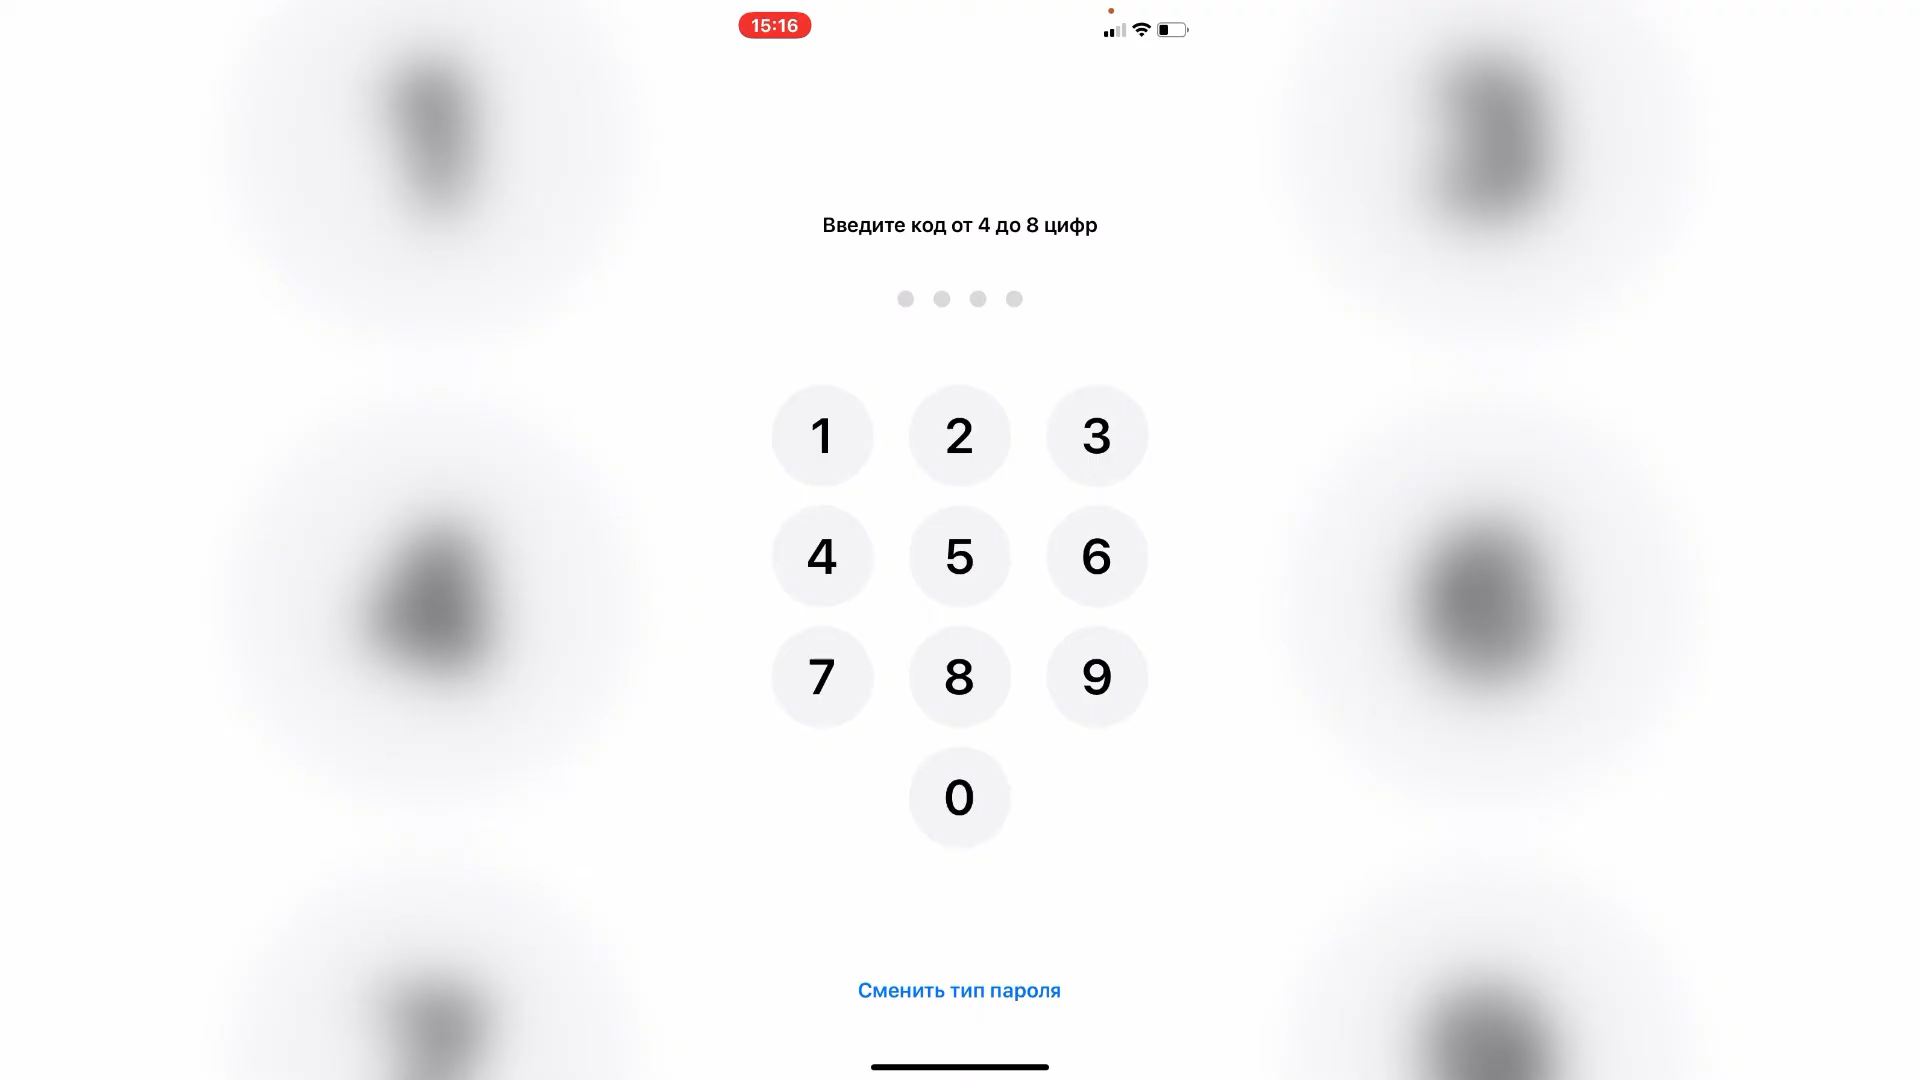 15:16
Введите код от 4 до 8 цифр
1 2 3
4 5 6
7 8 9
0
Сменить тип пароля